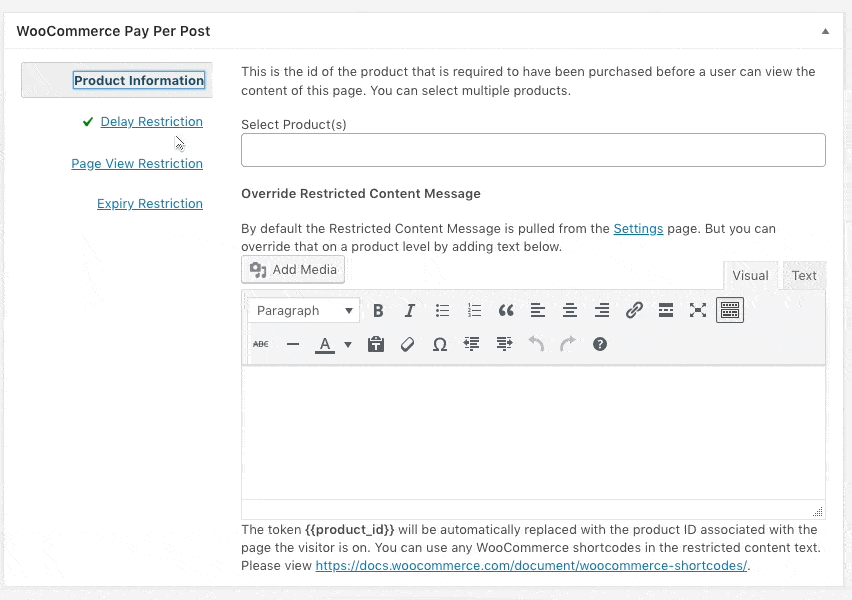 WooCommerce Pay Per Post
Product Information
Delay Restriction
Page View Restriction
Expiry Restriction
This is the id of the product that is required to have been purchased before a user can view the
content of this page. You can select multiple products.
Select Product(s)
Override Restricted Content Message
By default the Restricted Content Message is pulled from the Settings page. But you can
override that on a product level by adding text below.
Add Media
Visual Text
Paragraph B I
ABC A Ω ?
The token {{product_id}} will be automatically replaced with the product ID associated with the
page the visitor is on. You can use any WooCommerce shortcodes in the restricted content text.
Please view https://docs.woocommerce.com/document/woocommerce-shortcodes/.